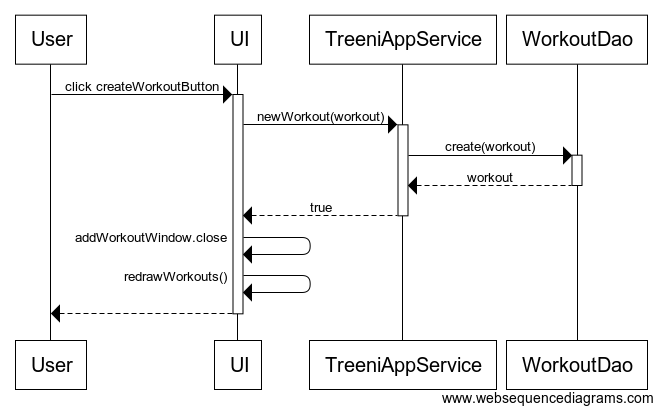 User UI TreeniAppService WorkoutDao
click createWorkoutButton
newWorkout(workout)
create(workout)
workout
true
addWorkoutWindow.close
redrawWorkouts()
User UI TreeniAppService WorkoutDao
www.websequencediagrams.com